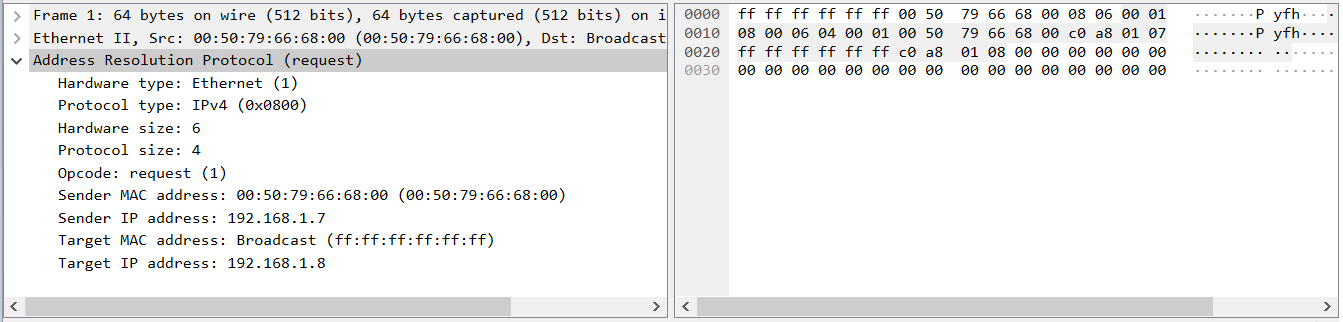 Frame 1: 64 bytes on wire (512 bits), 64 bytes captured (512 bits) on i
Ethernet II, Src: 00:50:79:66:68:00 (00:50:79:66:68:00), Dst: Broadcast
Address Resolution Protocol (request)
Hardware type: Ethernet (1)
Protocol type: IPv4 (0x0800)
Hardware size: 6
Protocol size: 4
Opcode: request (1)
Sender MAC address: 00:50:79:66:68:00 (00:50:79:66:68:00)
Sender IP address: 192.168.1.7
Target MAC address: Broadcast (ff:ff:ff:ff:ff:ff)
Target IP address: 192.168.1.8
0000 ff ff ff ff ff ff 00 50 79 66 68 00 08 06 00 01 ·······P yfh·····
0010 08 00 06 04 00 01 00 50 79 66 68 00 c0 a8 01 07 ·······P yfh·····
0020 ff ff ff ff ff ff c0 a8 01 08 00 00 00 00 00 00 ········ ········
0030 00 00 00 00 00 00 00 00 00 00 00 00 00 00 00 00 ········ ········